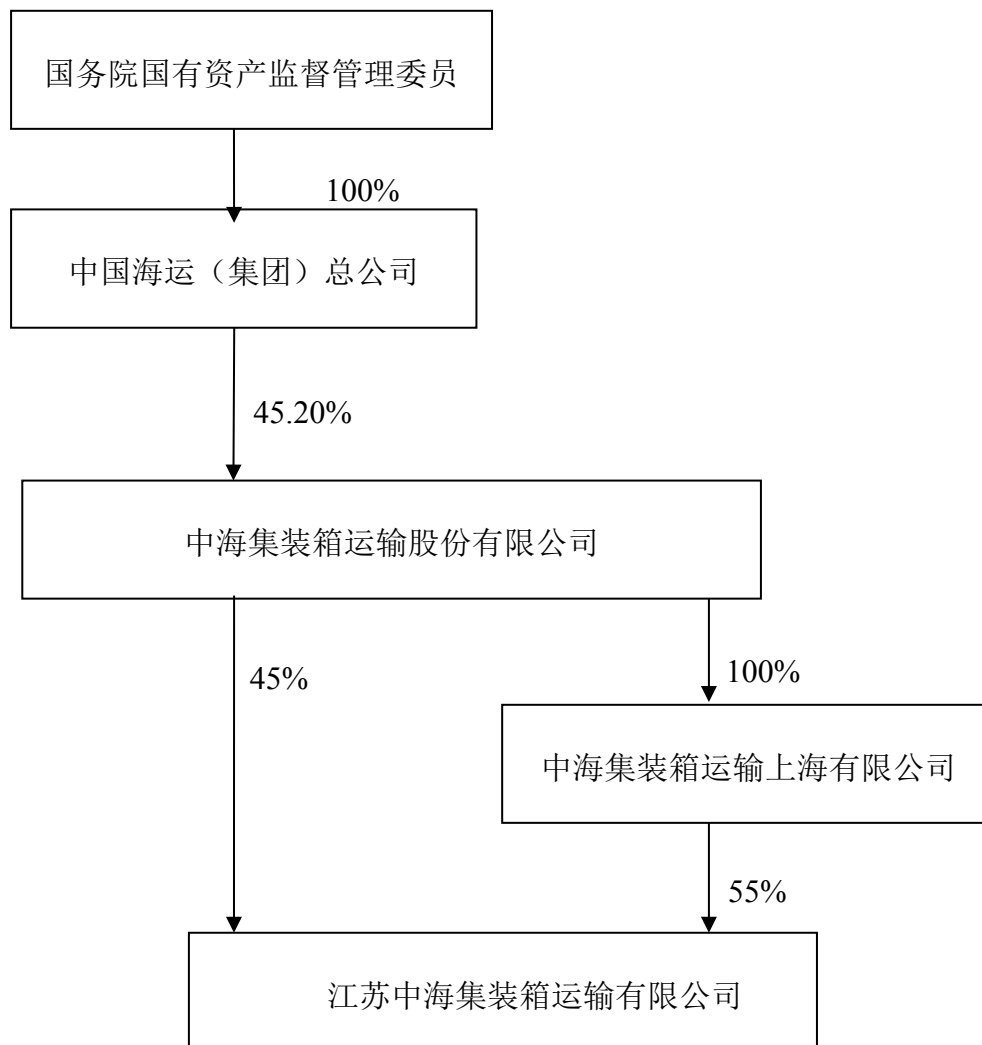 国务院国有资产监督管理委员
100%
中国海运（集团）总公司
45.20%
中海集装箱运输股份有限公司
45%
100%
中海集装箱运输上海有限公司
55%
江苏中海集装箱运输有限公司